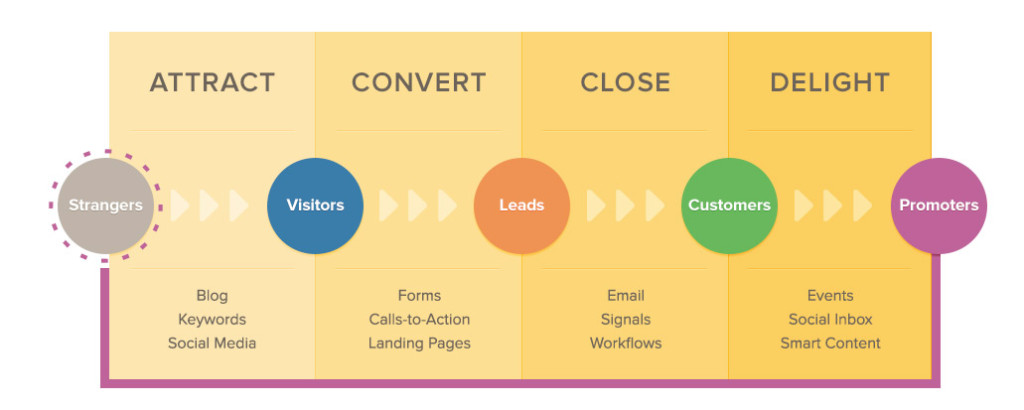 ATTRACT CONVERT CLOSE DELIGHT
Strangers Visitors Leads Customers Promoters
Blog Forms Email Events
Keywords Calls-to-Action Signals Social Inbox
Social Media Landing Pages Workflows Smart Content